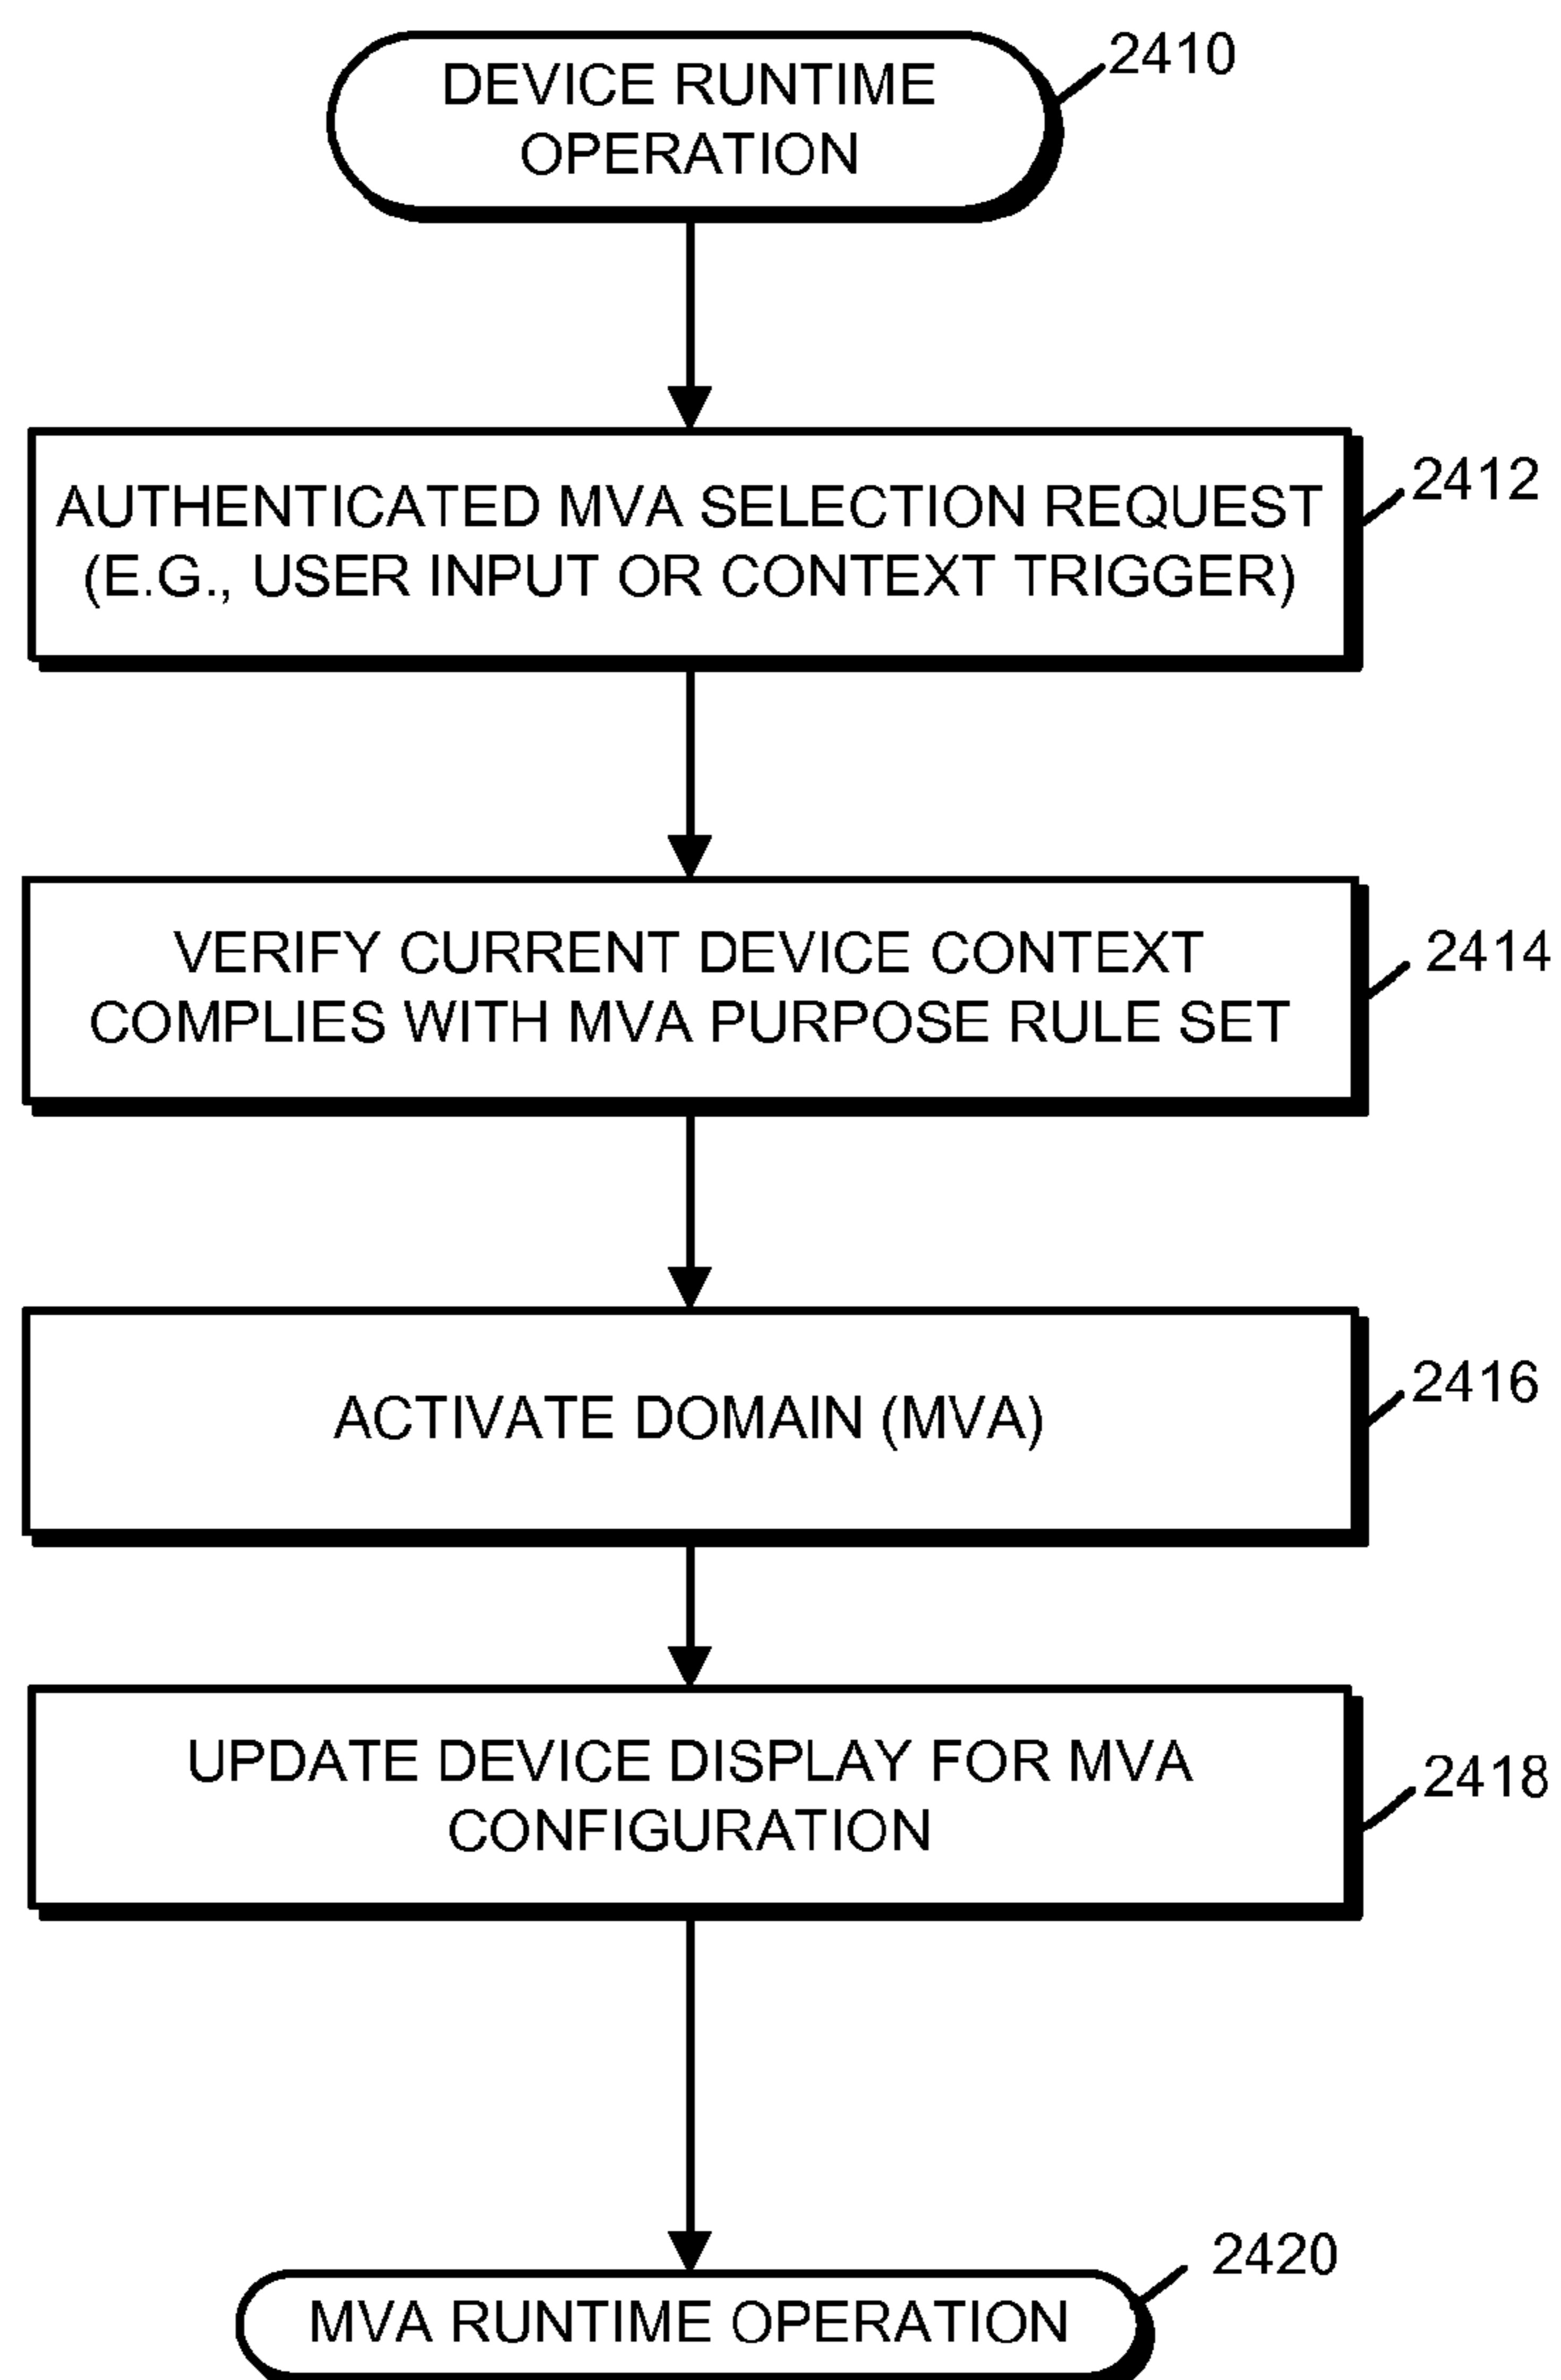 DEVICE RUNTIME
OPERATION
2410
AUTHENTICATED MVA SELECTION REQUEST
(E.G., USER INPUT OR CONTEXT TRIGGER)
2412
VERIFY CURRENT DEVICE CONTEXT
COMPLIES WITH MVA PURPOSE RULE SET
2414
ACTIVATE DOMAIN (MVA)
2416
UPDATE DEVICE DISPLAY FOR MVA
CONFIGURATION
2418
MVA RUNTIME OPERATION
2420